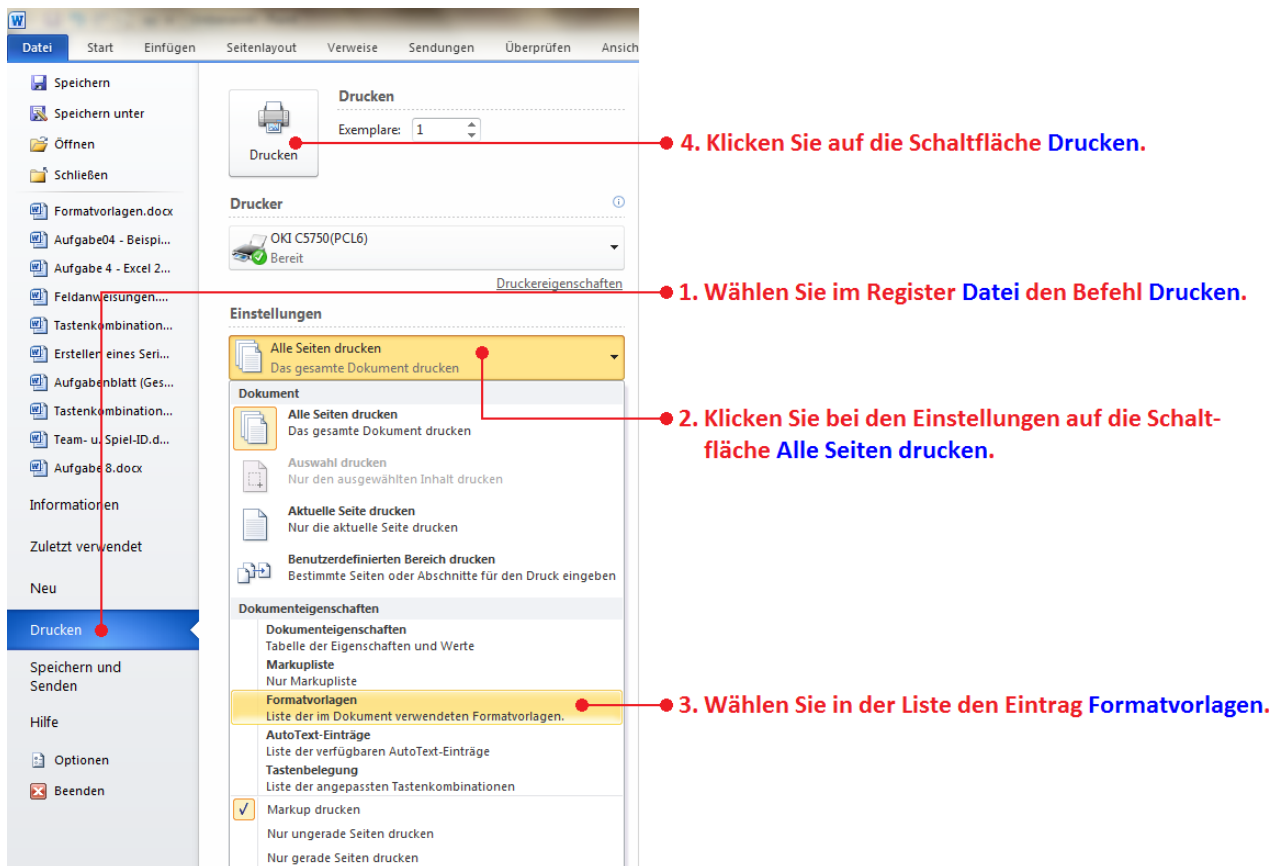 W
Datei Start Einfügen Seitenlayout Verweise Sendungen Überprüfen Ansich
Speichern
Speichern unter
Öffnen
Schließen
Formatvorlagen.docx
Aufgabe04 - Beispi...
Aufgabe 4 - Excel 2...
Feldanweisungen....
Tastenkombination...
Erstellen eines Seri...
Aufgabenblatt (Ges...
Tastenkombination...
Team- u. Spiel-ID.d...
Aufgabe 8.docx
Informationen
Zuletzt verwendet
Neu
Drucken
Speichern und
Senden
Hilfe
Optionen
Beenden
Drucken
Drucken
Exemplare: 1
Drucker
OKI C5750(PCL6)
Bereit
Druckereigenschaften
Einstellungen
Alle Seiten drucken
Das gesamte Dokument drucken
Dokument
Alle Seiten drucken
Das gesamte Dokument drucken
Auswahl drucken
Nur den ausgewählten Inhalt drucken
Aktuelle Seite drucken
Nur die aktuelle Seite drucken
Benutzerdefinierten Bereich drucken
Bestimmte Seiten oder Abschnitte für den Druck eingeben
Dokumenteigenschaften
Dokumenteigenschaften
Tabelle der Eigenschaften und Werte
Markupliste
Nur Markupliste
Formatvorlagen
Liste der im Dokument verwendeten Formatvorlagen.
AutoText-Einträge
Liste der verfügbaren AutoText-Einträge
Tastenbelegung
Liste der angepassten Tastenkombinationen
Markup drucken
Nur ungerade Seiten drucken
Nur gerade Seiten drucken
4. Klicken Sie auf die Schaltfläche Drucken.
1. Wählen Sie im Register Datei den Befehl Drucken.
2. Klicken Sie bei den Einstellungen auf die Schalt-
fläche Alle Seiten drucken.
3. Wählen Sie in der Liste den Eintrag Formatvorlagen.